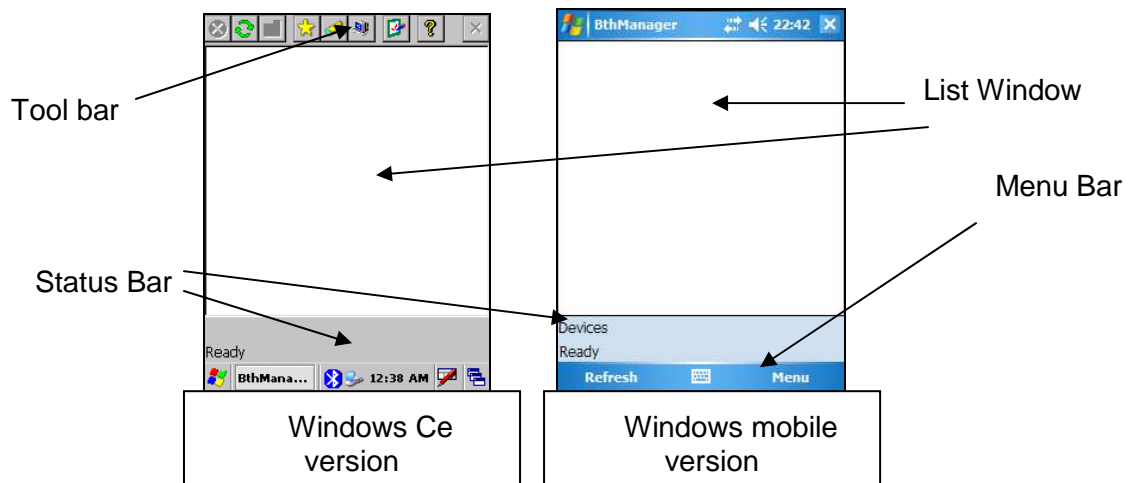 BthManager 22:42
Tool bar
List Window
Menu Bar
Status Bar
Ready
BthMana... 12:38 AM
Devices
Ready
Refresh Menu
Windows Ce
version
Windows mobile
version